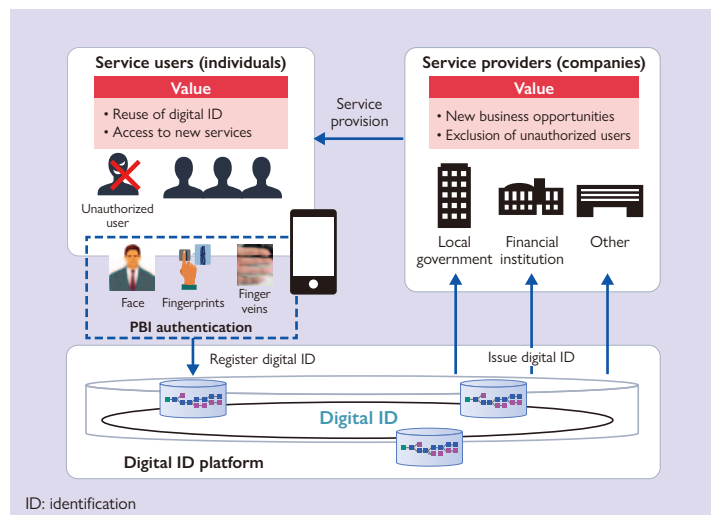 Service users (individuals)
Value
• Reuse of digital ID
• Access to new services
Unauthorized
user
Service
provision
Service providers (companies)
Value
• New business opportunities
• Exclusion of unauthorized users
Local
government
Financial
institution
Other
Face
Fingerprints
Finger
veins
PBI authentication
Register digital ID
Issue digital ID
Digital ID
Digital ID platform
ID: identification